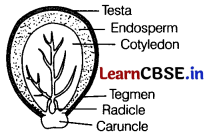 Testa
Endosperm
Cotyledon
LearnCBSE.in
Tegmen
Radicle
Caruncle